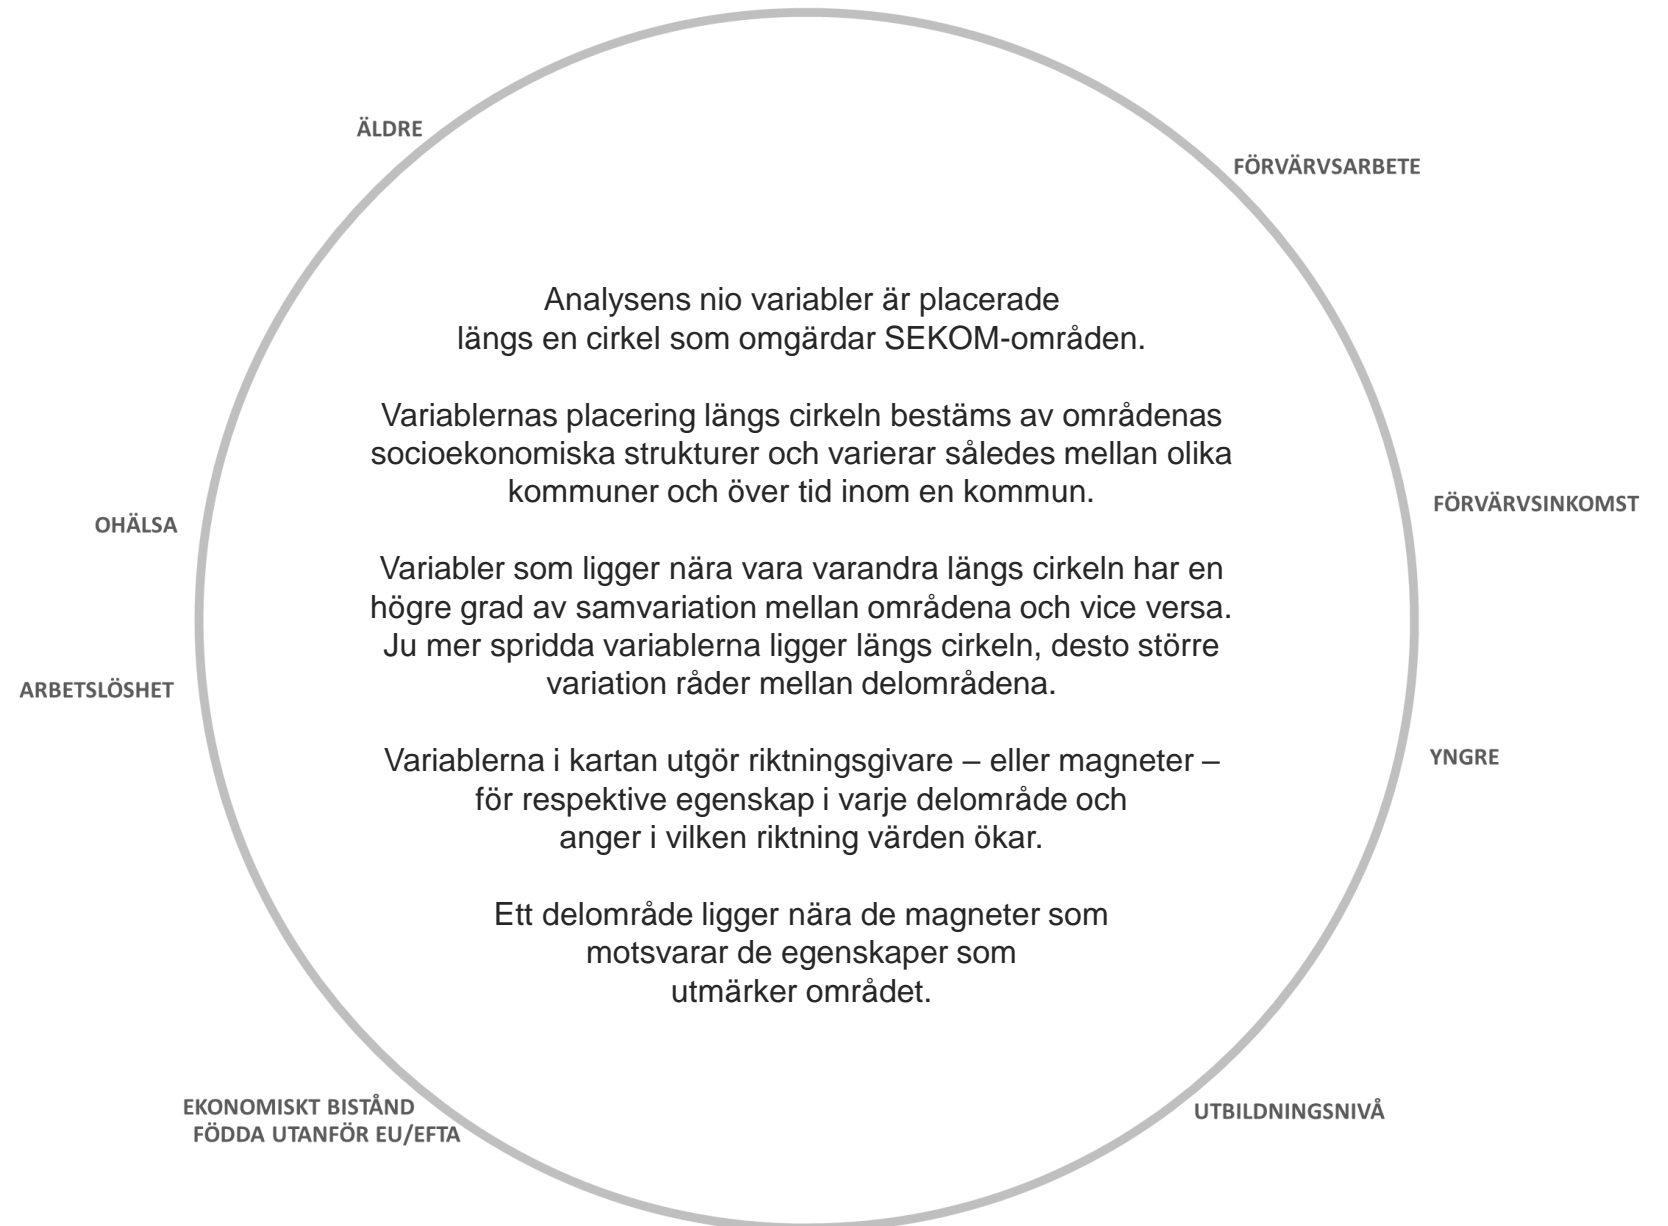 ÄLDRE
FÖRVÄRVSARBETE
Analysens nio variabler är placerade
längs en cirkel som omgärdar SEKOM-områden.
Variablernas placering längs cirkeln bestäms av områdenas
socioekonomiska strukturer och varierar således mellan olika
kommuner och över tid inom en kommun.
FÖRVÄRVSINKOMST
OHÄLSA
Variabler som ligger nära vara varandra längs cirkeln har en
högre grad av samvariation mellan områdena och vice versa.
Ju mer spridda variablerna ligger längs cirkeln, desto större
variation råder mellan delområdena.
ARBETSLÖSHET
Variablerna i kartan utgör riktningsgivare – eller magneter –
för respektive egenskap i varje delområde och
anger i vilken riktning värden ökar.
YNGRE
Ett delområde ligger nära de magneter som
motsvarar de egenskaper som
utmärker området.
EKONOMISKT BISTÅND
FÖDDA UTANFÖR EU/EFTA
UTBILDNINGSNIVÅ